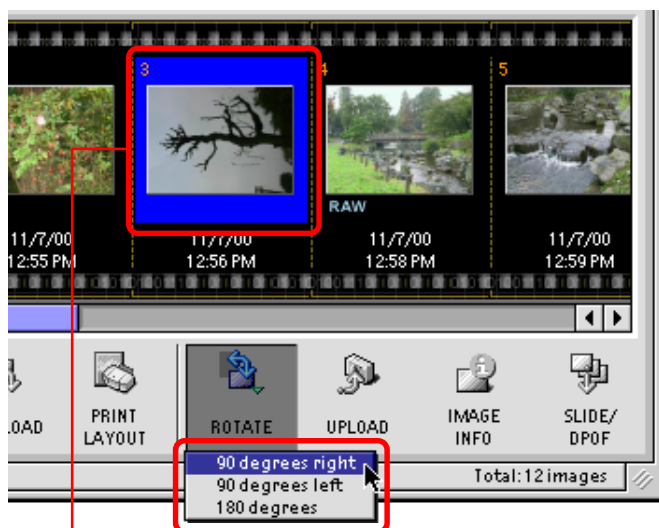 3
4
5
RAW
11/7/00
12:55 PM
11/7/00
12:56 PM
11/7/00
12:58 PM
11/7/00
12:59 PM
PRINT
LAYOUT
ROTATE
UPLOAD
IMAGE
INFO
SLIDE/
DPOF
90 degrees right
90 degrees left
180 degrees
Total:12 images